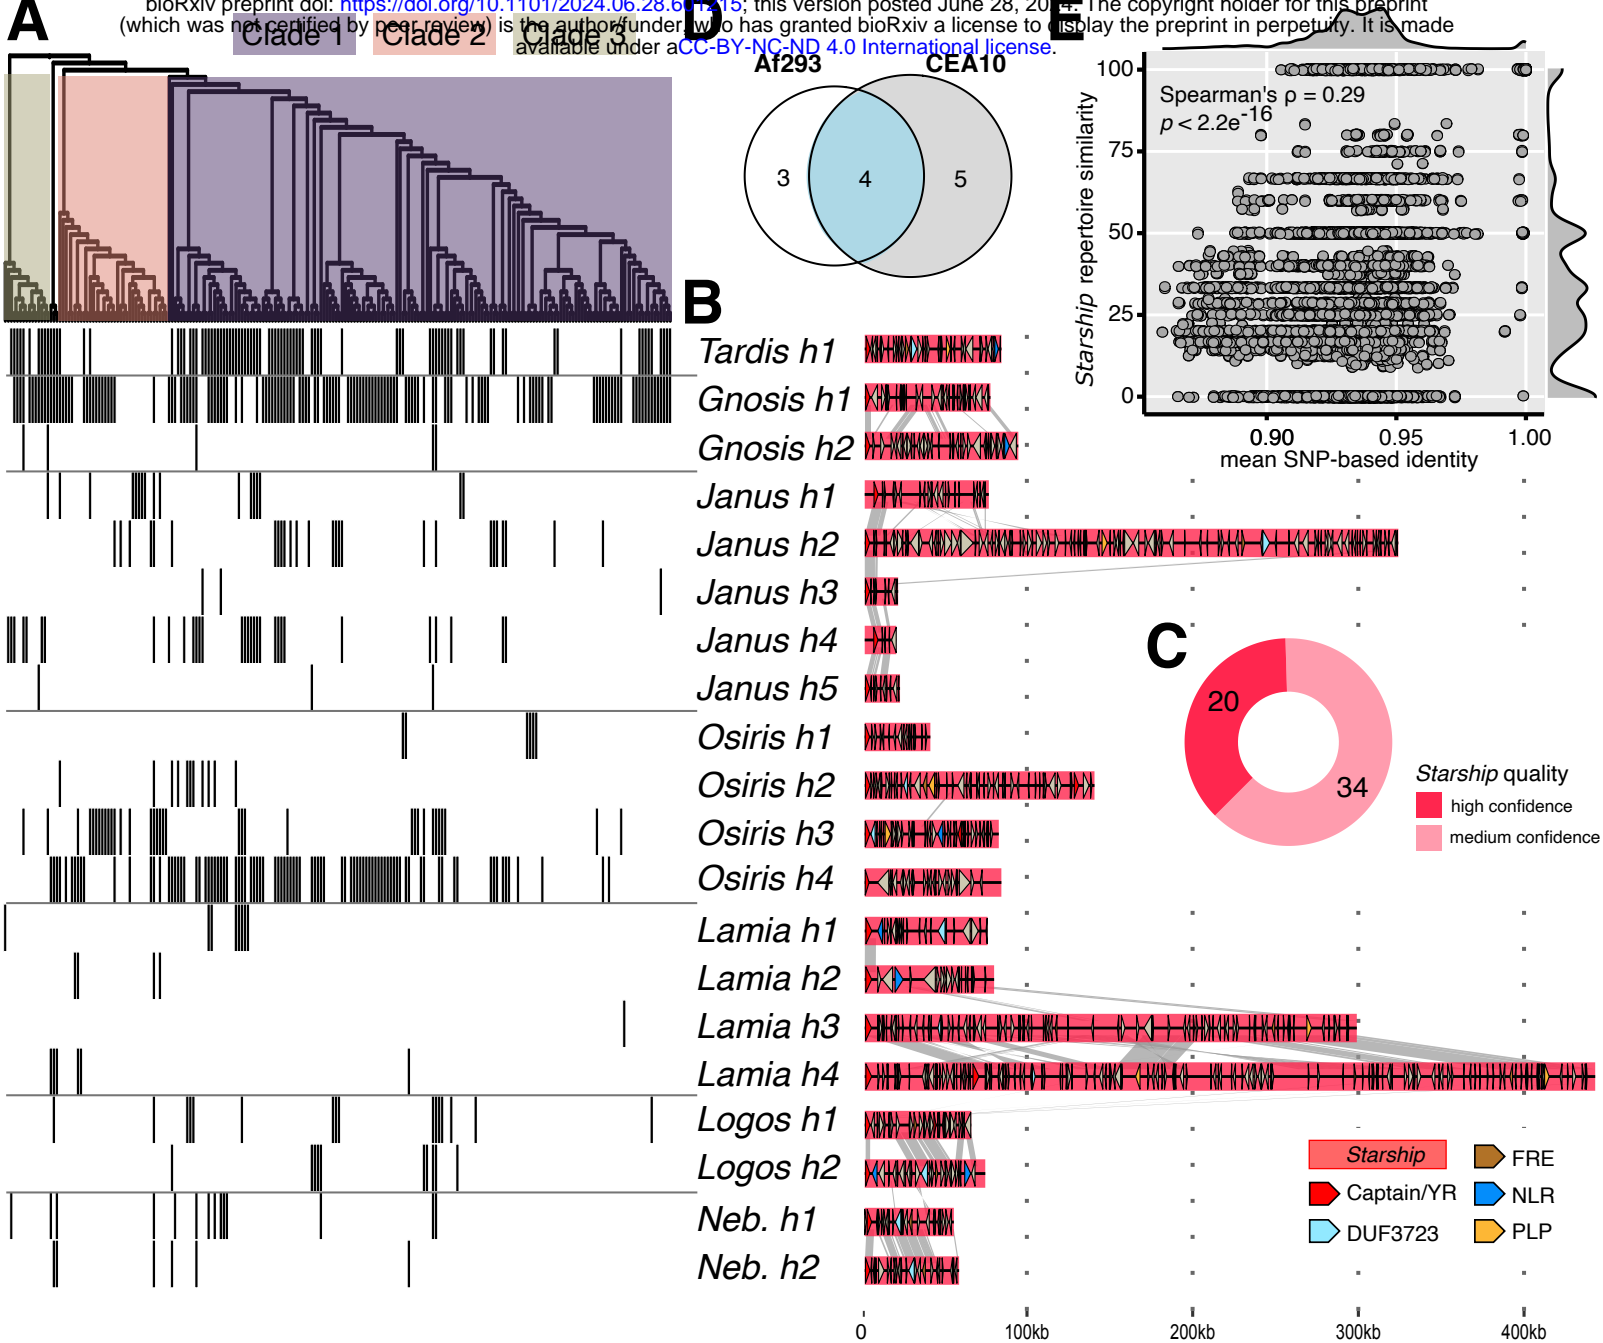 bioRxiv preprint doi: https://doi.org/10.1101/2024.06.28.601215; this version posted June 28, 2024. The copyright holder for this preprint
(which was not certified by peer review) is the author/funder, who has granted bioRxiv a license to display the preprint in perpetuity. It is made
available under aCC-BY-NC-ND 4.0 International license.
A
Clade 1
Clade 2
Clade 3
D
Af293
CEA10
3
4
5
E
Spearman's ρ = 0.29
p < 2.2e-16
Starship repertoire similarity
100
75
50
25
0
0.90
0.95
1.00
mean SNP-based identity
B
Tardis h1
Gnosis h1
Gnosis h2
Janus h1
Janus h2
Janus h3
Janus h4
Janus h5
Osiris h1
Osiris h2
Osiris h3
Osiris h4
Lamia h1
Lamia h2
Lamia h3
Lamia h4
Logos h1
Logos h2
Neb. h1
Neb. h2
C
20
34
Starship quality
high confidence
medium confidence
Starship
Captain/YR
DUF3723
FRE
NLR
PLP
0
100kb
200kb
300kb
400kb